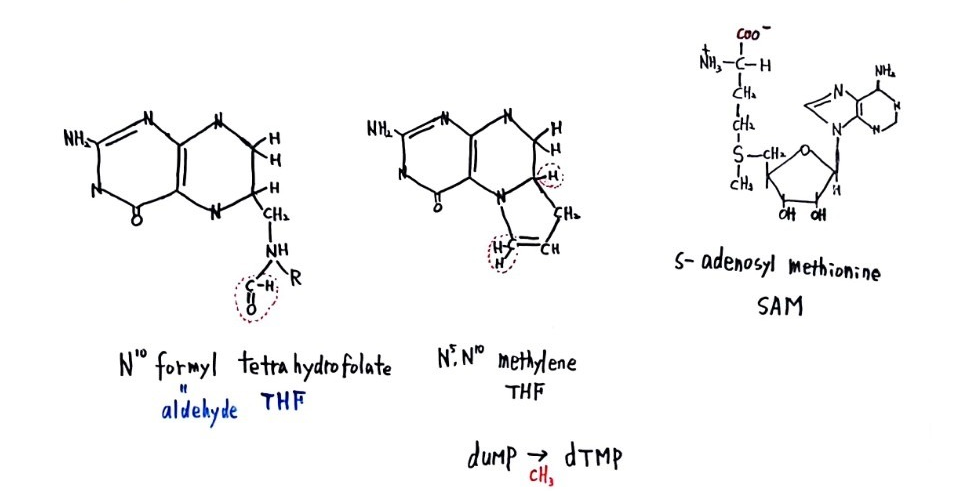 NH₂
N
N
N
N
O
H
H
H
CH₂
NH
C-H
O
R
N¹⁰ formyl tetrahydrofolate
"
aldehyde THF
NH₂
N
N
N
N
O
H
H
H
CH₂
CH
H
H
N⁵, N¹⁰ methylene
THF
dUMP → dTMP
CH₃
COO⁻
⁺NH₃-C-H
CH₂
CH₂
S-CH₂
CH₃
O
OH OH
H
NH₂
N
N
N
N
S-adenosyl methionine
SAM